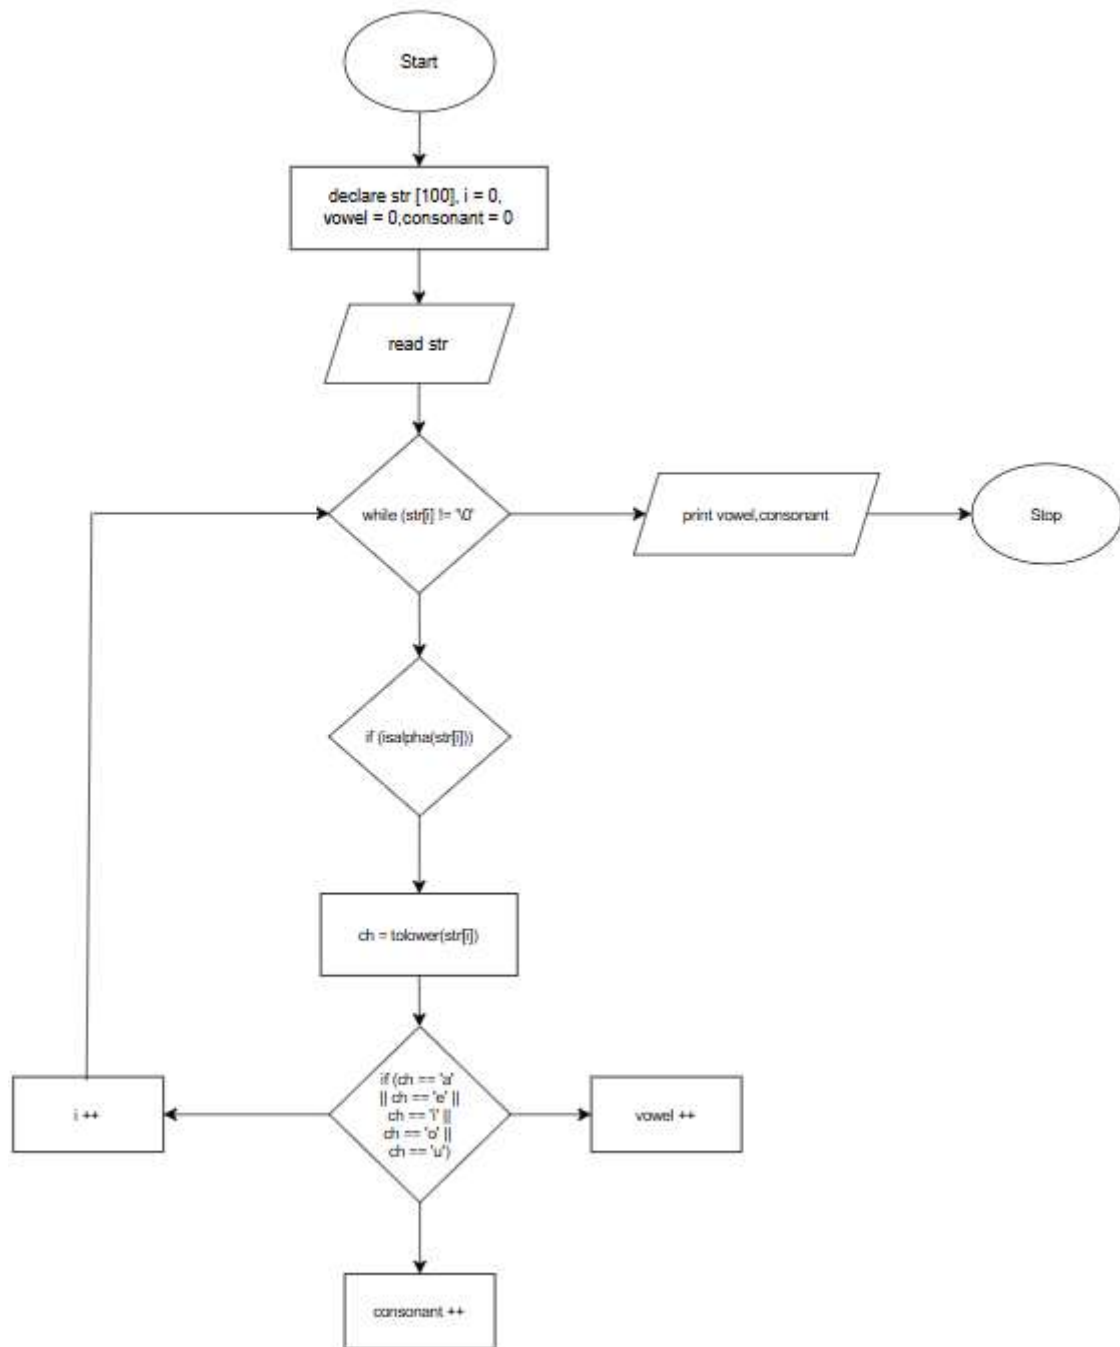 Start
declare str [100], i = 0,
vowel = 0,consonant = 0
read str
while (str[i] != '\0'
print vowel,consonant
Stop
if (isalpha(str[i]))
ch = tolower(str[i])
if (ch == 'a'
|| ch == 'e' ||
ch == 'i' ||
ch == 'o' ||
ch == 'u')
i ++
vowel ++
consonant ++